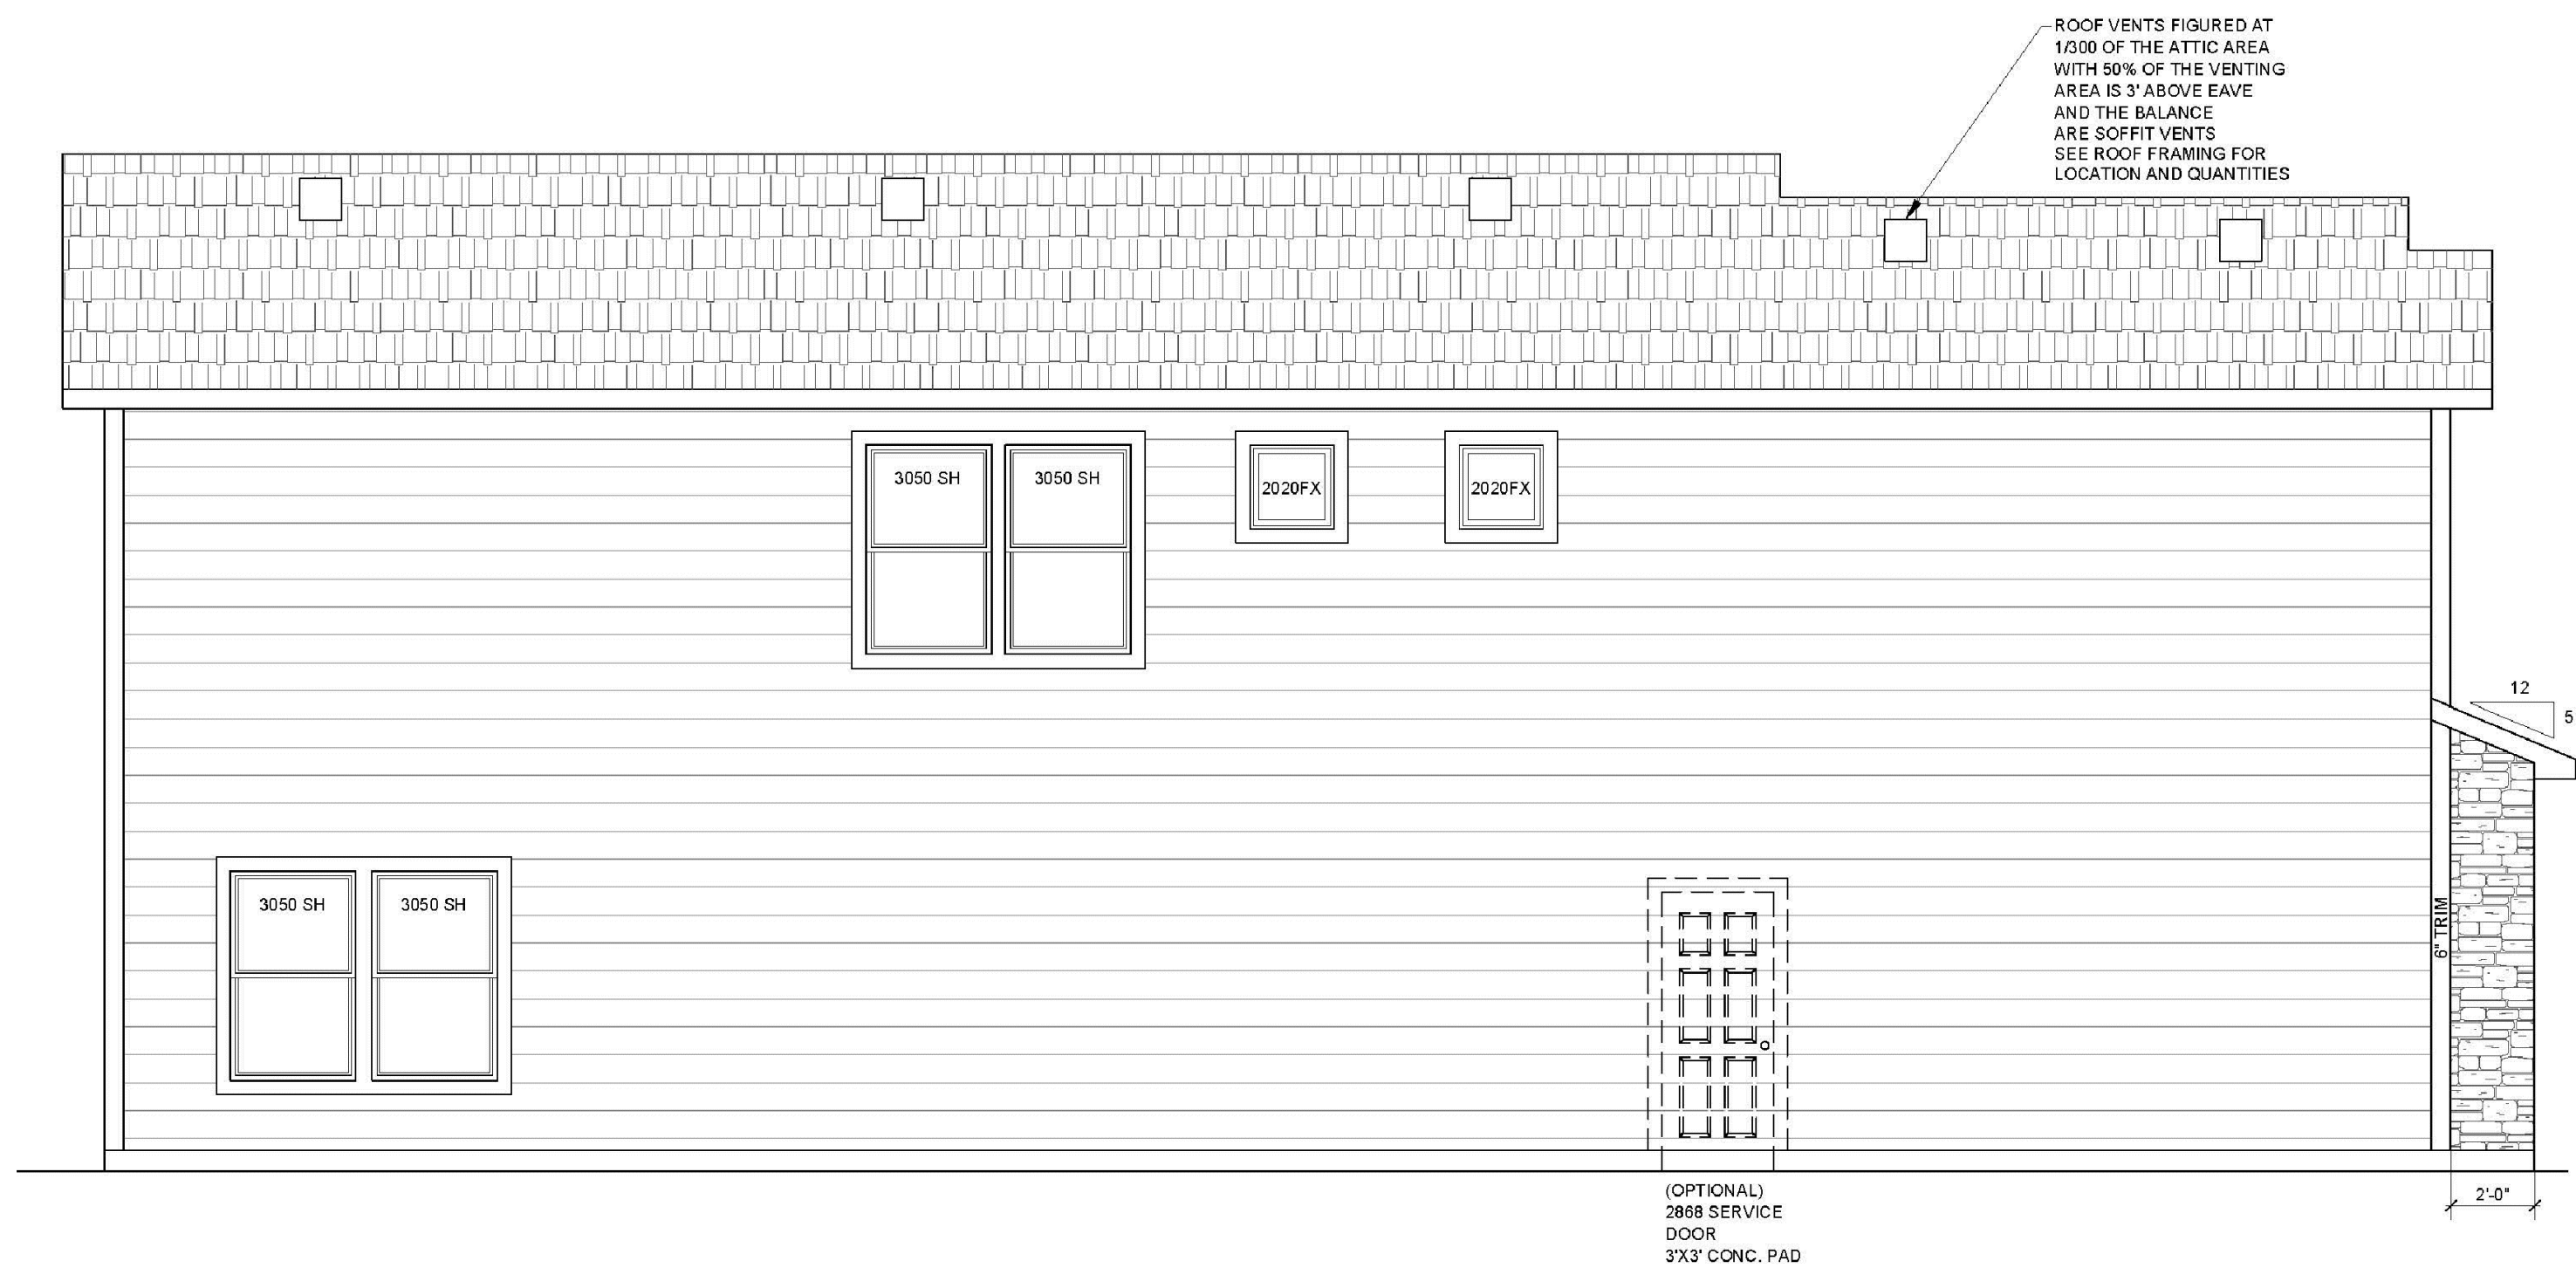 ROOF VENTS FIGURED AT
1/300 OF THE ATTIC AREA
WITH 50% OF THE VENTING
AREA IS 3' ABOVE EAVE
AND THE BALANCE
ARE SOFFIT VENTS
SEE ROOF FRAMING FOR
LOCATION AND QUANTITIES
3050 SH
3050 SH
2020FX
2020FX
12
5
3050 SH
3050 SH
6" TRIM
(OPTIONAL)
2868 SERVICE
DOOR
3'X3' CONC. PAD
2'-0"